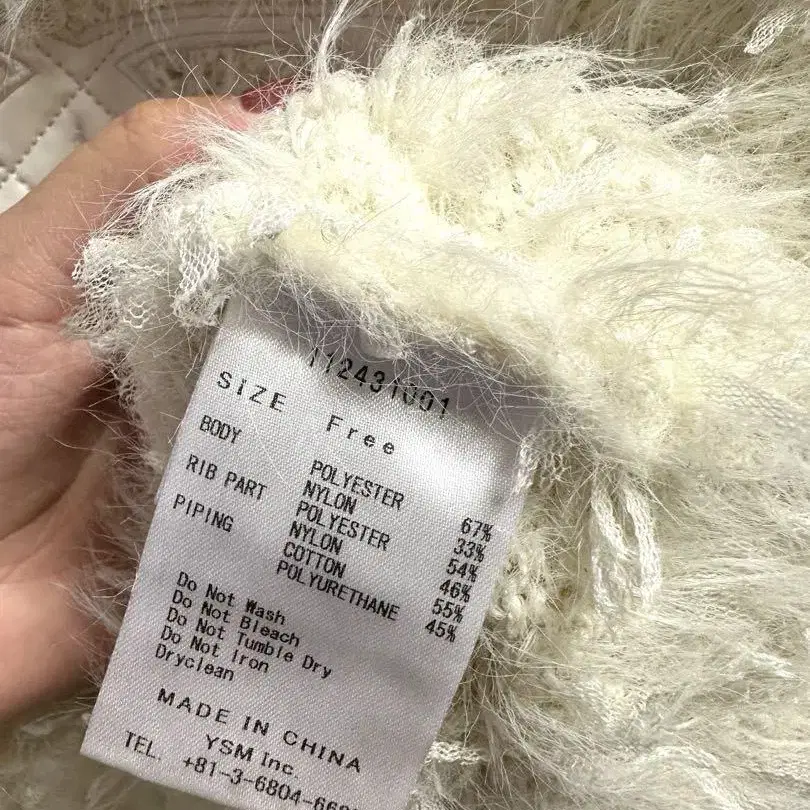 112431001
SIZE Free
BODY POLYESTER 67%
NYLON 33%
RIB PART POLYESTER 54%
NYLON 46%
PIPING COTTON 55%
POLYURETHANE 45%
Do Not Wash
Do Not Bleach
Do Not Tumble Dry
Do Not Iron
Dryclean
MADE IN CHINA
YSM Inc.
TEL. +81-3-6804-